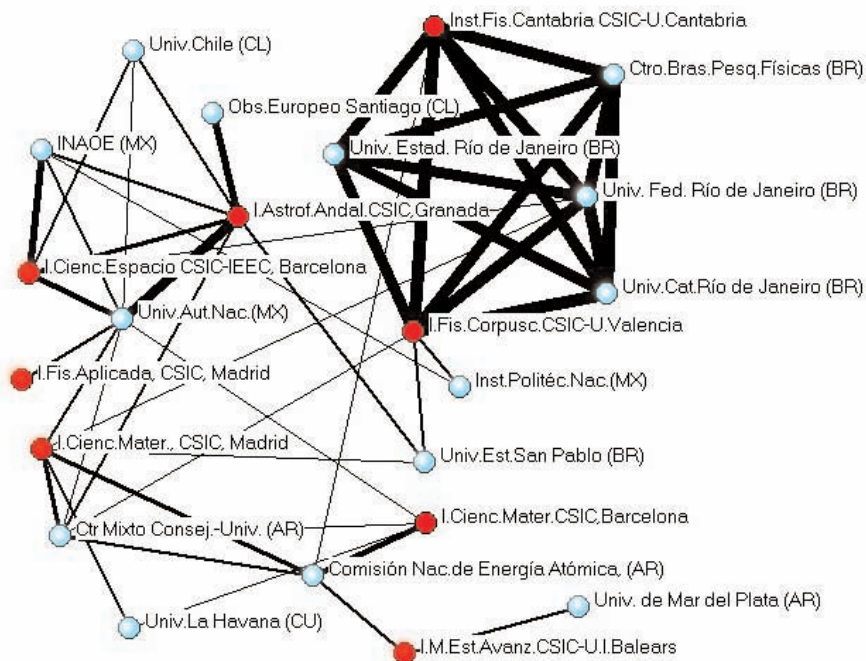 Inst.Fis.Cantabria CSIC-U.Cantabria
Univ.Chile (CL)
Ctro.Bras.Pesq.Físicas (BR)
Obs.Europeo Santiago (CL)
INAOE (MX)
Univ. Estad. Río de Janeiro (BR)
Univ. Fed. Río de Janeiro (BR)
I.Astrof.Andal.CSIC,Granada
I.Cienc.Espacio CSIC-IEEC, Barcelona
Univ.Cat.Río de Janeiro (BR)
Univ.Aut.Nac.(MX)
I.Fis.Corpusc.CSIC-U.Valencia
I.Fis.Aplicada, CSIC, Madrid
Inst.Politéc.Nac.(MX)
I.Cienc.Mater., CSIC, Madrid
Univ.Est.San Pablo (BR)
I.Cienc.Mater.CSIC,Barcelona
Ctr Mixto Consej.-Univ. (AR)
Comisión Nac.de Energía Atómica, (AR)
Univ. de Mar del Plata (AR)
Univ.La Havana (CU)
I.M.Est.Avanz.CSIC-U.I.Balears